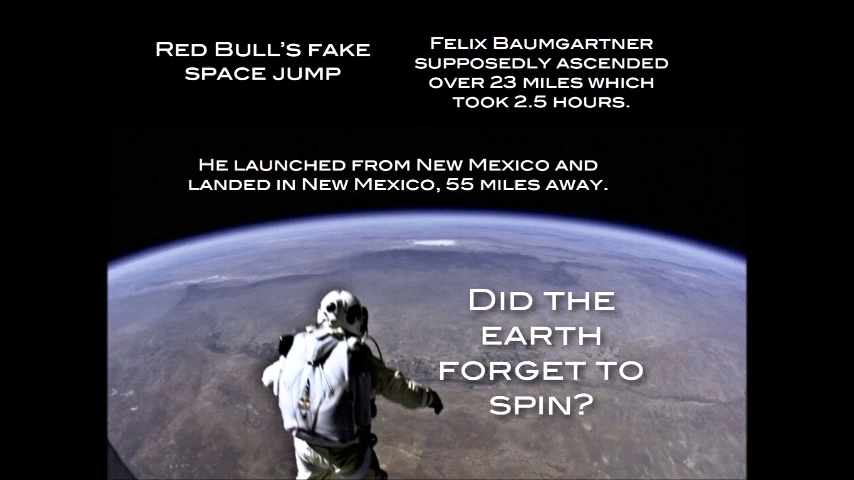 Red Bull's fake
space jump
Felix Baumgartner
supposedly ascended
over 23 miles which
took 2.5 hours.
He launched from New Mexico and
landed in New Mexico, 55 miles away.
Did the
earth
forget to
spin?